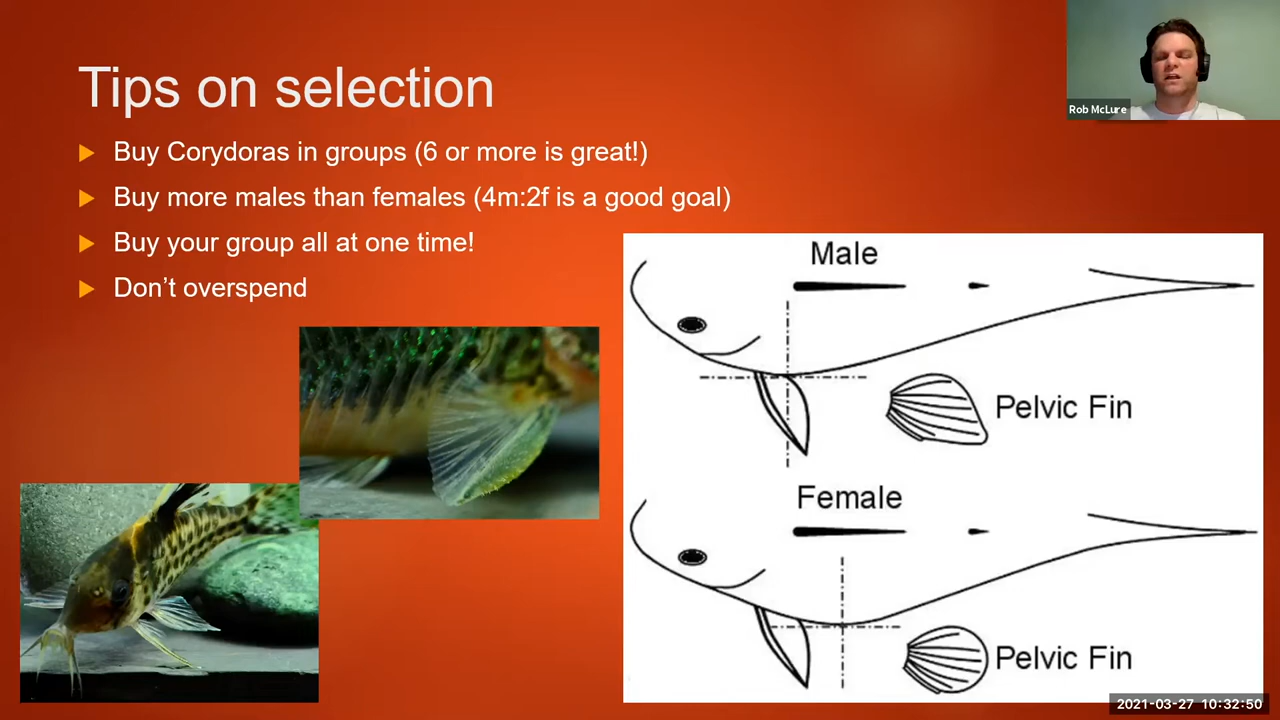 Tips on selection
Rob McLure
Buy Corydoras in groups (6 or more is great!)
Buy more males than females (4m:2f is a good goal)
Buy your group all at one time!
Don’t overspend
Male
Pelvic Fin
Female
Pelvic Fin
2021-03-27 10:32:50